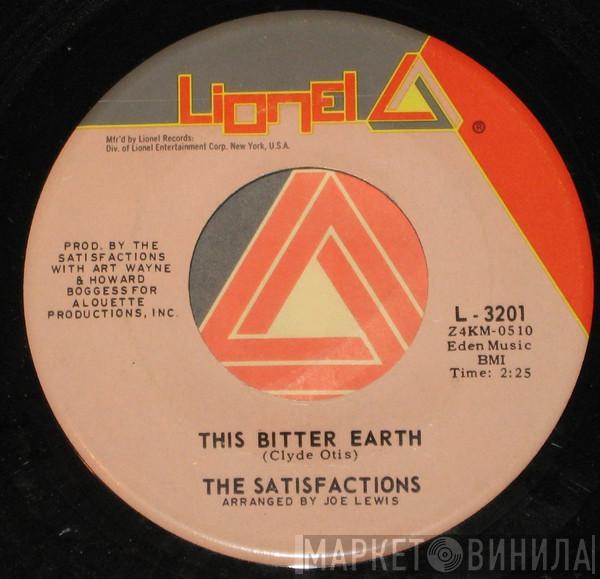 LIONEL
®
Mfr'd by Lionel Records:
Div. of Lionel Entertainment Corp. New York, U.S.A.
PROD. BY THE
SATISFACTIONS
WITH ART WAYNE
& HOWARD
BOGGESS FOR
ALOUETTE
PRODUCTIONS, INC.
L - 3201
Z4KM-0510
Eden Music
BMI
Time: 2:25
THIS BITTER EARTH
(Clyde Otis)
THE SATISFACTIONS
ARRANGED BY JOE LEWIS
МАРКЕТ ВИНИЛА